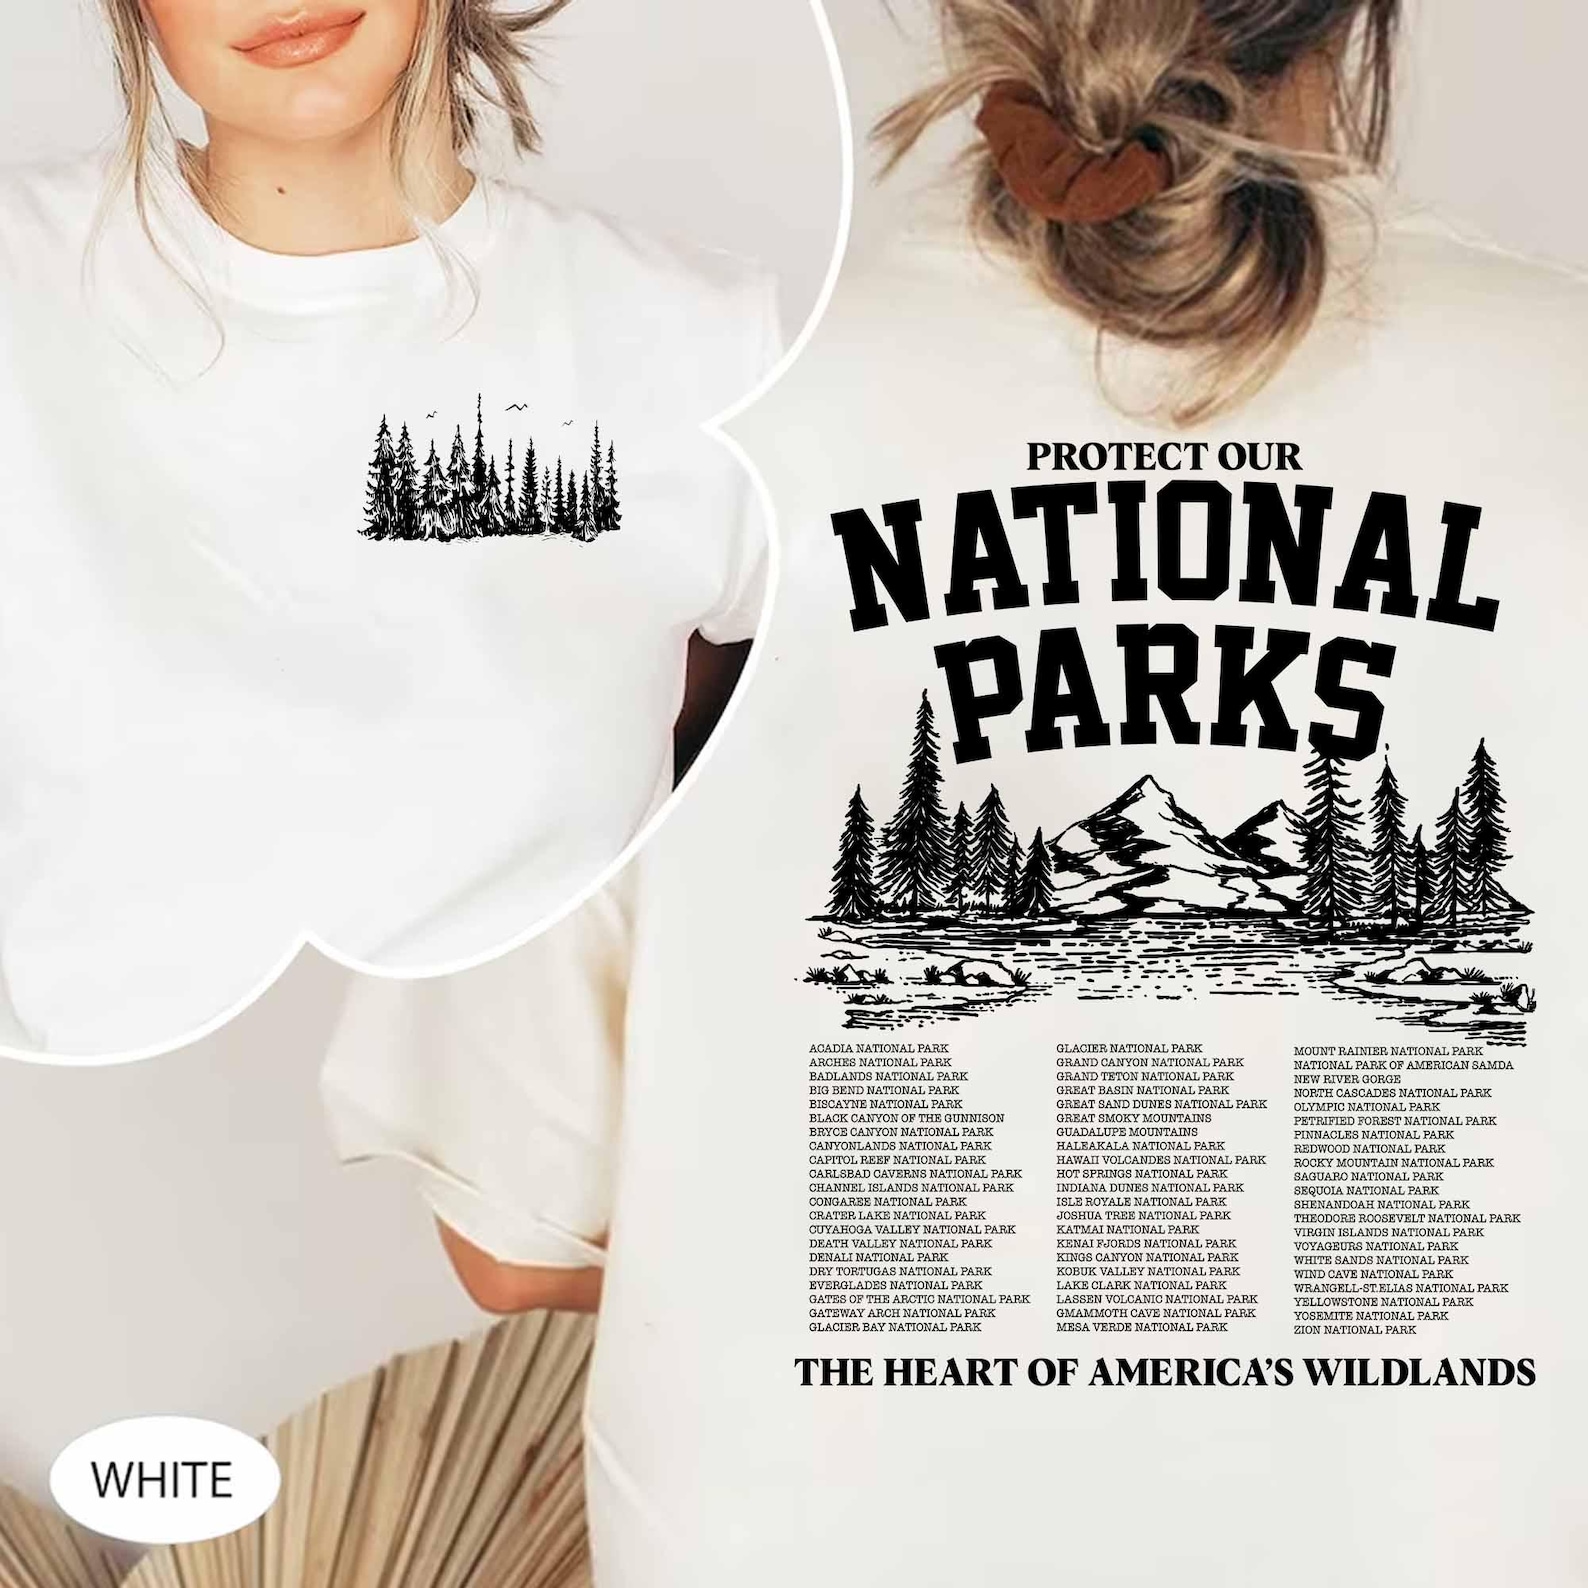 PROTECT OUR
NATIONAL
PARKS
ACADIA NATIONAL PARK
ARCHES NATIONAL PARK
BADLANDS NATIONAL PARK
BIG BEND NATIONAL PARK
BISCAYNE NATIONAL PARK
BLACK CANYON OF THE GUNNISON
BRYCE CANYON NATIONAL PARK
CANYONLANDS NATIONAL PARK
CAPITOL REEF NATIONAL PARK
CARLSBAD CAVERNS NATIONAL PARK
CHANNEL ISLANDS NATIONAL PARK
CONGAREE NATIONAL PARK
CRATER LAKE NATIONAL PARK
CUYAHOGA VALLEY NATIONAL PARK
DEATH VALLEY NATIONAL PARK
DENALI NATIONAL PARK
DRY TORTUGAS NATIONAL PARK
EVERGLADES NATIONAL PARK
GATES OF THE ARCTIC NATIONAL PARK
GATEWAY ARCH NATIONAL PARK
GLACIER BAY NATIONAL PARK
GLACIER NATIONAL PARK
GRAND CANYON NATIONAL PARK
GRAND TETON NATIONAL PARK
GREAT BASIN NATIONAL PARK
GREAT SAND DUNES NATIONAL PARK
GREAT SMOKY MOUNTAINS
GUADALUPE MOUNTAINS
HALEAKALA NATIONAL PARK
HAWAII VOLCANDES NATIONAL PARK
HOT SPRINGS NATIONAL PARK
INDIANA DUNES NATIONAL PARK
ISLE ROYALE NATIONAL PARK
JOSHUA TREE NATIONAL PARK
KATMAI NATIONAL PARK
KENAI FJORDS NATIONAL PARK
KINGS CANYON NATIONAL PARK
KOBUK VALLEY NATIONAL PARK
LAKE CLARK NATIONAL PARK
LASSEN VOLCANIC NATIONAL PARK
GMAMMOTH CAVE NATIONAL PARK
MESA VERDE NATIONAL PARK
MOUNT RAINIER NATIONAL PARK
NATIONAL PARK OF AMERICAN SAMDA
NEW RIVER GORGE
NORTH CASCADES NATIONAL PARK
OLYMPIC NATIONAL PARK
PETRIFIED FOREST NATIONAL PARK
PINNACLES NATIONAL PARK
REDWOOD NATIONAL PARK
ROCKY MOUNTAIN NATIONAL PARK
SAGUARO NATIONAL PARK
SEQUOIA NATIONAL PARK
SHENANDOAH NATIONAL PARK
THEODORE ROOSEVELT NATIONAL PARK
VIRGIN ISLANDS NATIONAL PARK
VOYAGEURS NATIONAL PARK
WHITE SANDS NATIONAL PARK
WIND CAVE NATIONAL PARK
WRANGELL-ST.ELIAS NATIONAL PARK
YELLOWSTONE NATIONAL PARK
YOSEMITE NATIONAL PARK
ZION NATIONAL PARK
THE HEART OF AMERICA'S WILDLANDS
WHITE